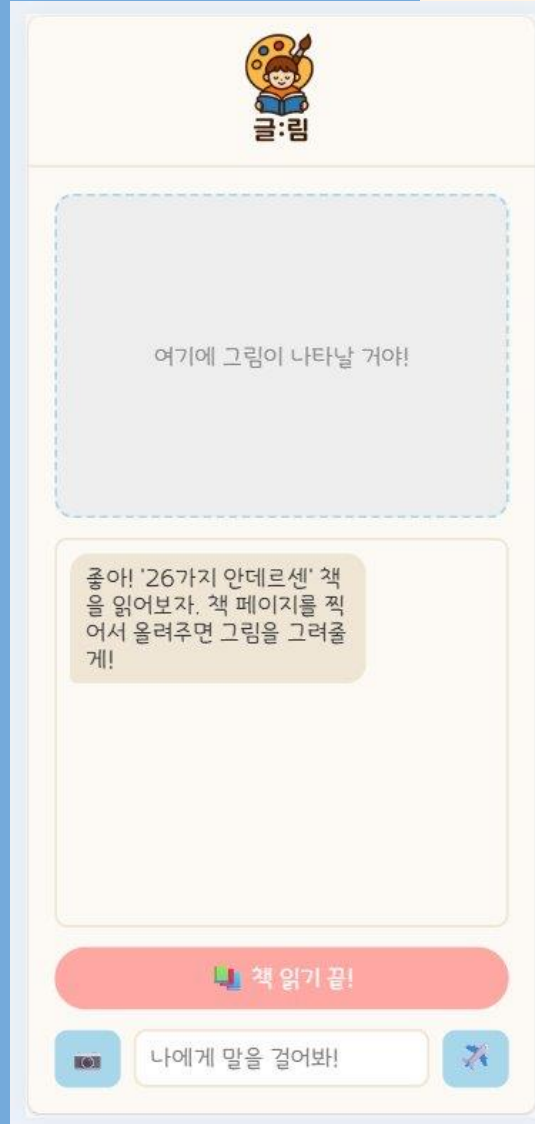 글:림
여기에 그림이 나타날 거야!
좋아! '26가지 안데르센' 책
을 읽어보자. 책 페이지를 찍
어서 올려주면 그림을 그려줄
게!
책 읽기 끝!
나에게 말을 걸어봐!